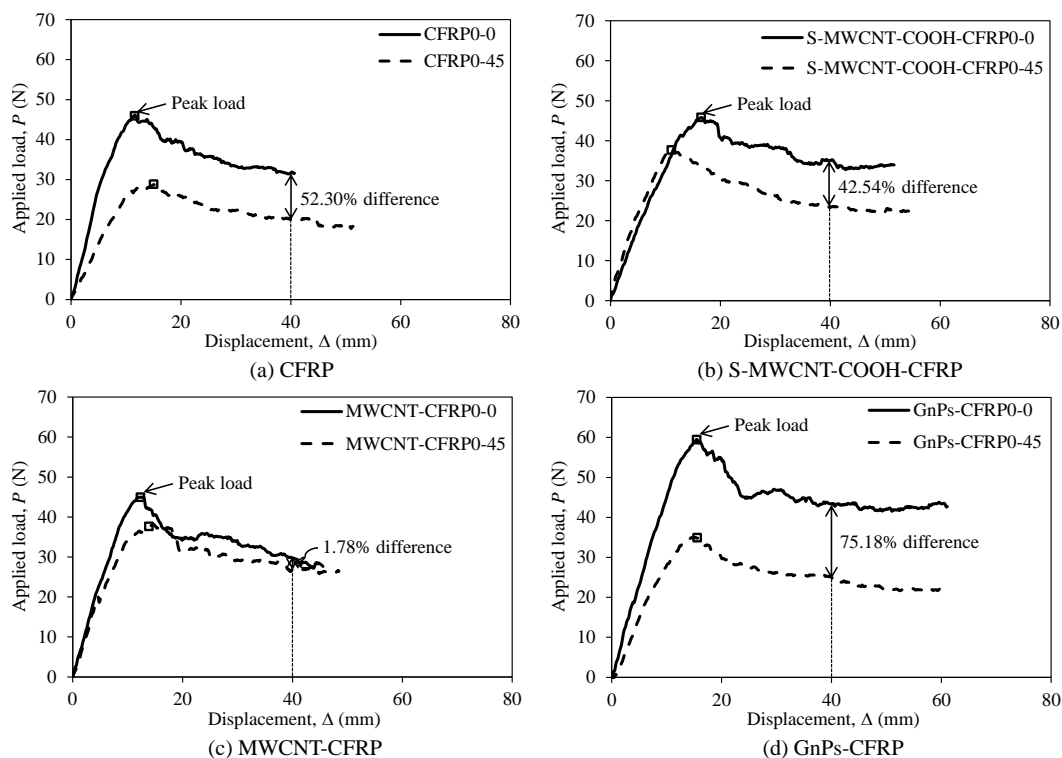 70
60
50
40
30
20
10
0
Applied load, P (N)
CFRP0-0
CFRP0-45
Peak load
52.30% difference
0 20 40 60 80
Displacement, Δ (mm)
(a) CFRP
70
60
50
40
30
20
10
0
Applied load, P (N)
S-MWCNT-COOH-CFRP0-0
S-MWCNT-COOH-CFRP0-45
Peak load
42.54% difference
0 20 40 60 80
Displacement, Δ (mm)
(b) S-MWCNT-COOH-CFRP
70
60
50
40
30
20
10
0
Applied load, P (N)
MWCNT-CFRP0-0
MWCNT-CFRP0-45
Peak load
1.78% difference
0 20 40 60 80
Displacement, Δ (mm)
(c) MWCNT-CFRP
70
60
50
40
30
20
10
0
Applied load, P (N)
GnPs-CFRP0-0
GnPs-CFRP0-45
Peak load
75.18% difference
0 20 40 60 80
Displacement, Δ (mm)
(d) GnPs-CFRP